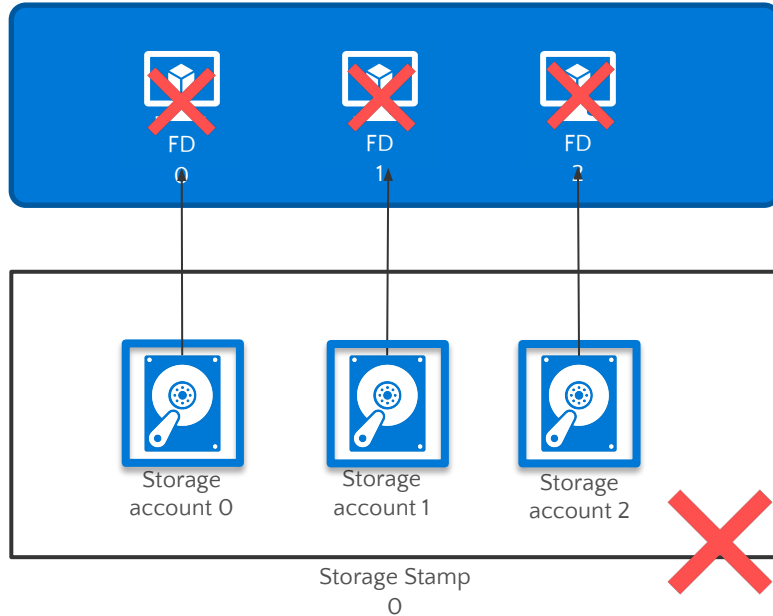 FD
0
FD
1
FD
2
Storage
account 0
Storage
account 1
Storage
account 2
Storage Stamp
0